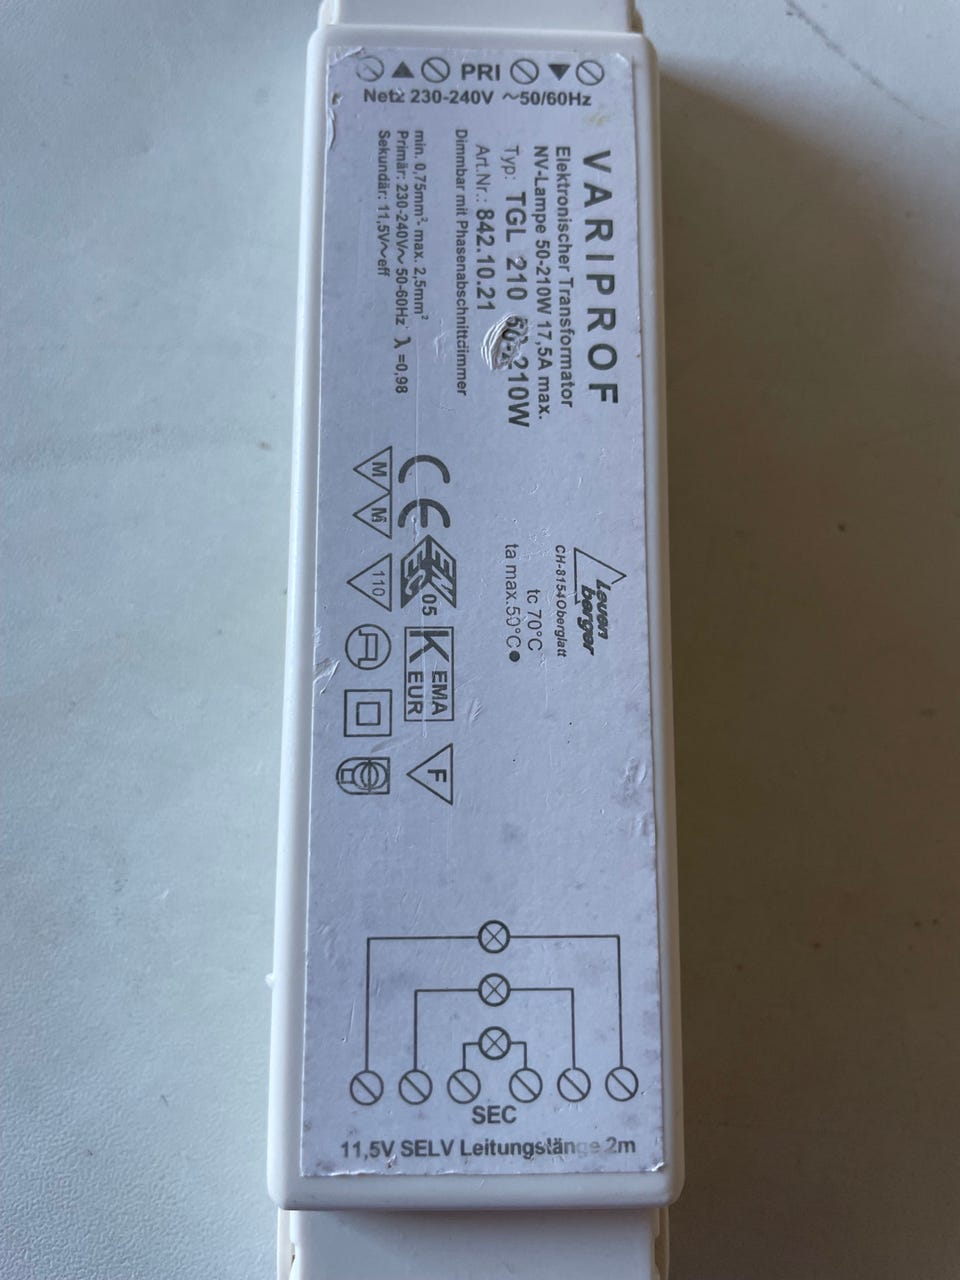 PRI
Netz 230-240V ~50/60Hz
VARIPROF
Elektronischer Transformator
NV-Lampe 50-210W 17,5A max.
Typ: TGL 210 50-210W
Art.Nr.: 842.10.21
Dimmbar mit Phasenabschnittdimmer
min. 0,75mm²- max. 2,5mm²
Primär: 230-240V~ 50-60Hz λ =0,98
Sekundär: 11,5V~eff
Leuenberger
CH-8154Oberglatt
tc 70°C
ta max.50°C
CE
05
KEMA
EUR
F
M M
110
SEC
11,5V SELV Leitungslänge 2m